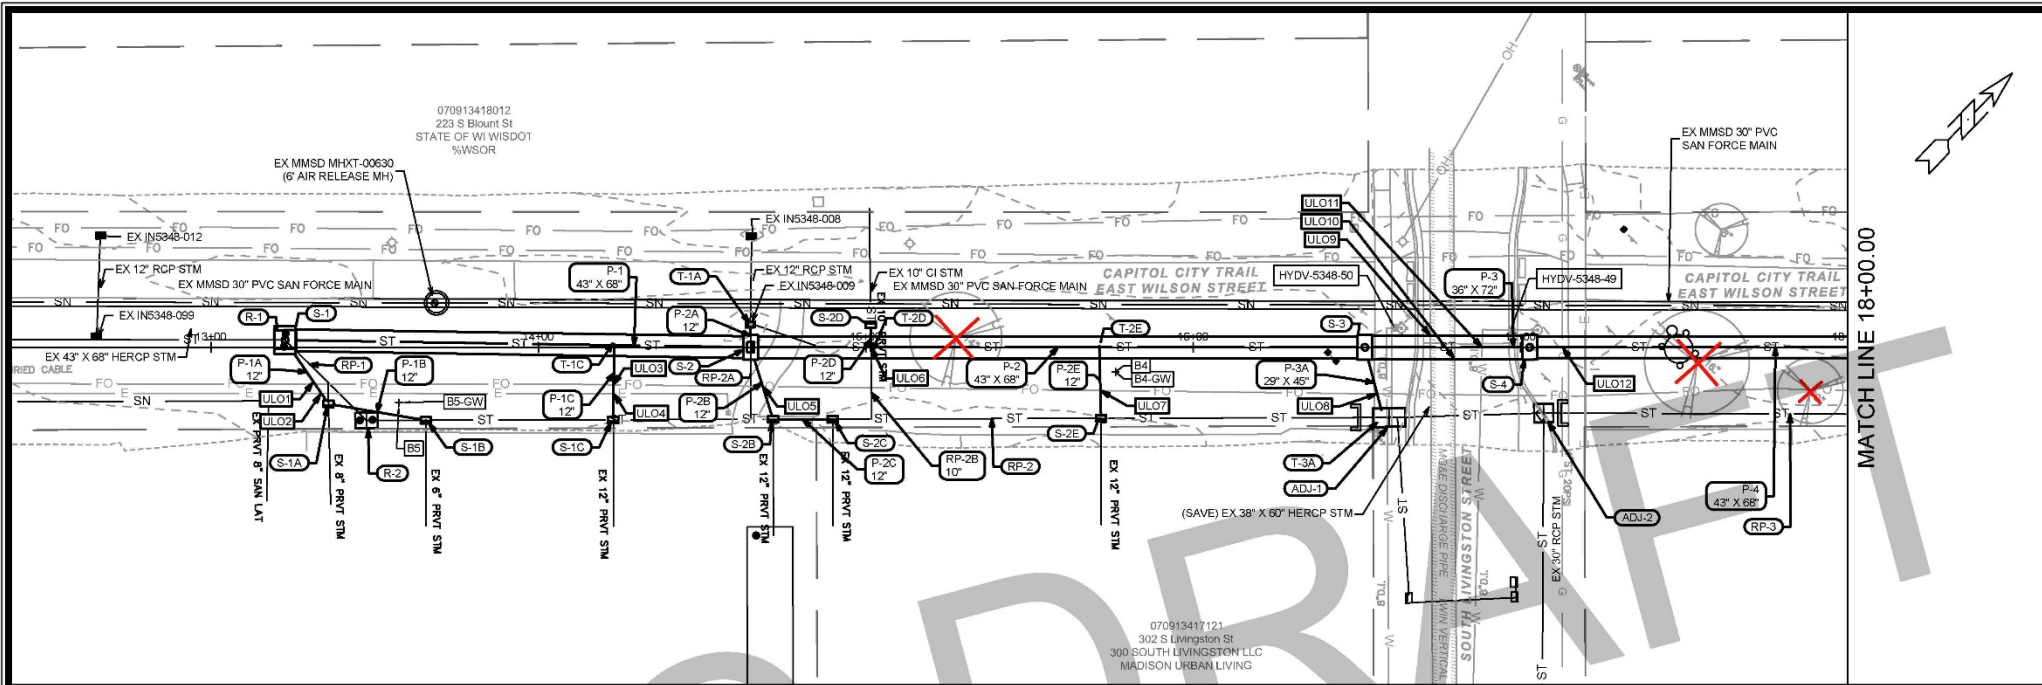 070913418012
223 S Blount St
STATE OF WI WISDOT
%WSOR
EX MMSD MHXT-00630
(6' AIR RELEASE MH)
EX IN5348-012
EX 12" RCP STM
EX MMSD 30" PVC SAN FORCE MAIN
EX IN5348-099
EX 43" X 68" HERCP STM
13+00
R-1
S-1
P-1
43" X 68"
14+00
T-1A
EX IN5348-008
EX 12" RCP STM
EX IN5348-009
EX 10" CI STM
EX MMSD 30" PVC SAN FORCE MAIN
CAPITOL CITY TRAIL
EAST WILSON STREET
ULO11
ULO10
ULO9
HYDV-5348-50
P-3
36" X 72"
HYDV-5348-49
EX MMSD 30" PVC
SAN FORCE MAIN
CAPITOL CITY TRAIL
EAST WILSON STREET
MATCH LINE 18+00.00
P-2A
12"
S-2D
T-2D
T-2E
16+00
S-3
P-1A
12"
RP-1
P-1B
12"
T-1C
ULO3
S-2
RP-2A
P-2D
12"
ULO6
P-2
43" X 68"
P-2E
12"
B4
B4-GW
P-3A
29" X 45"
S-4
ULO12
ULO1
ULO2
B5-GW
B5
P-1C
12"
ULO4
P-2B
12"
ULO5
ULO7
ULO8
S-1A
R-2
S-1B
S-1C
S-2B
P-2C
12"
S-2C
RP-2B
10"
RP-2
S-2E
T-3A
ADJ-1
(SAVE) EX 38" X 60" HERCP STM
ADJ-2
P-4
43" X 68"
RP-3
EX PRVT 8" SAN LAT
EX 8" PRVT STM
EX 6" PRVT STM
EX 12" PRVT STM
EX 12" PRVT STM
EX 12" PRVT STM
EX 12" PRVT STM
EX 30" RCP STM
SOUTH LIVINGSTON STREET
070913417121
302 S Livingston St
300 SOUTH LIVINGSTON LLC
MADISON URBAN LIVING
DRAFT